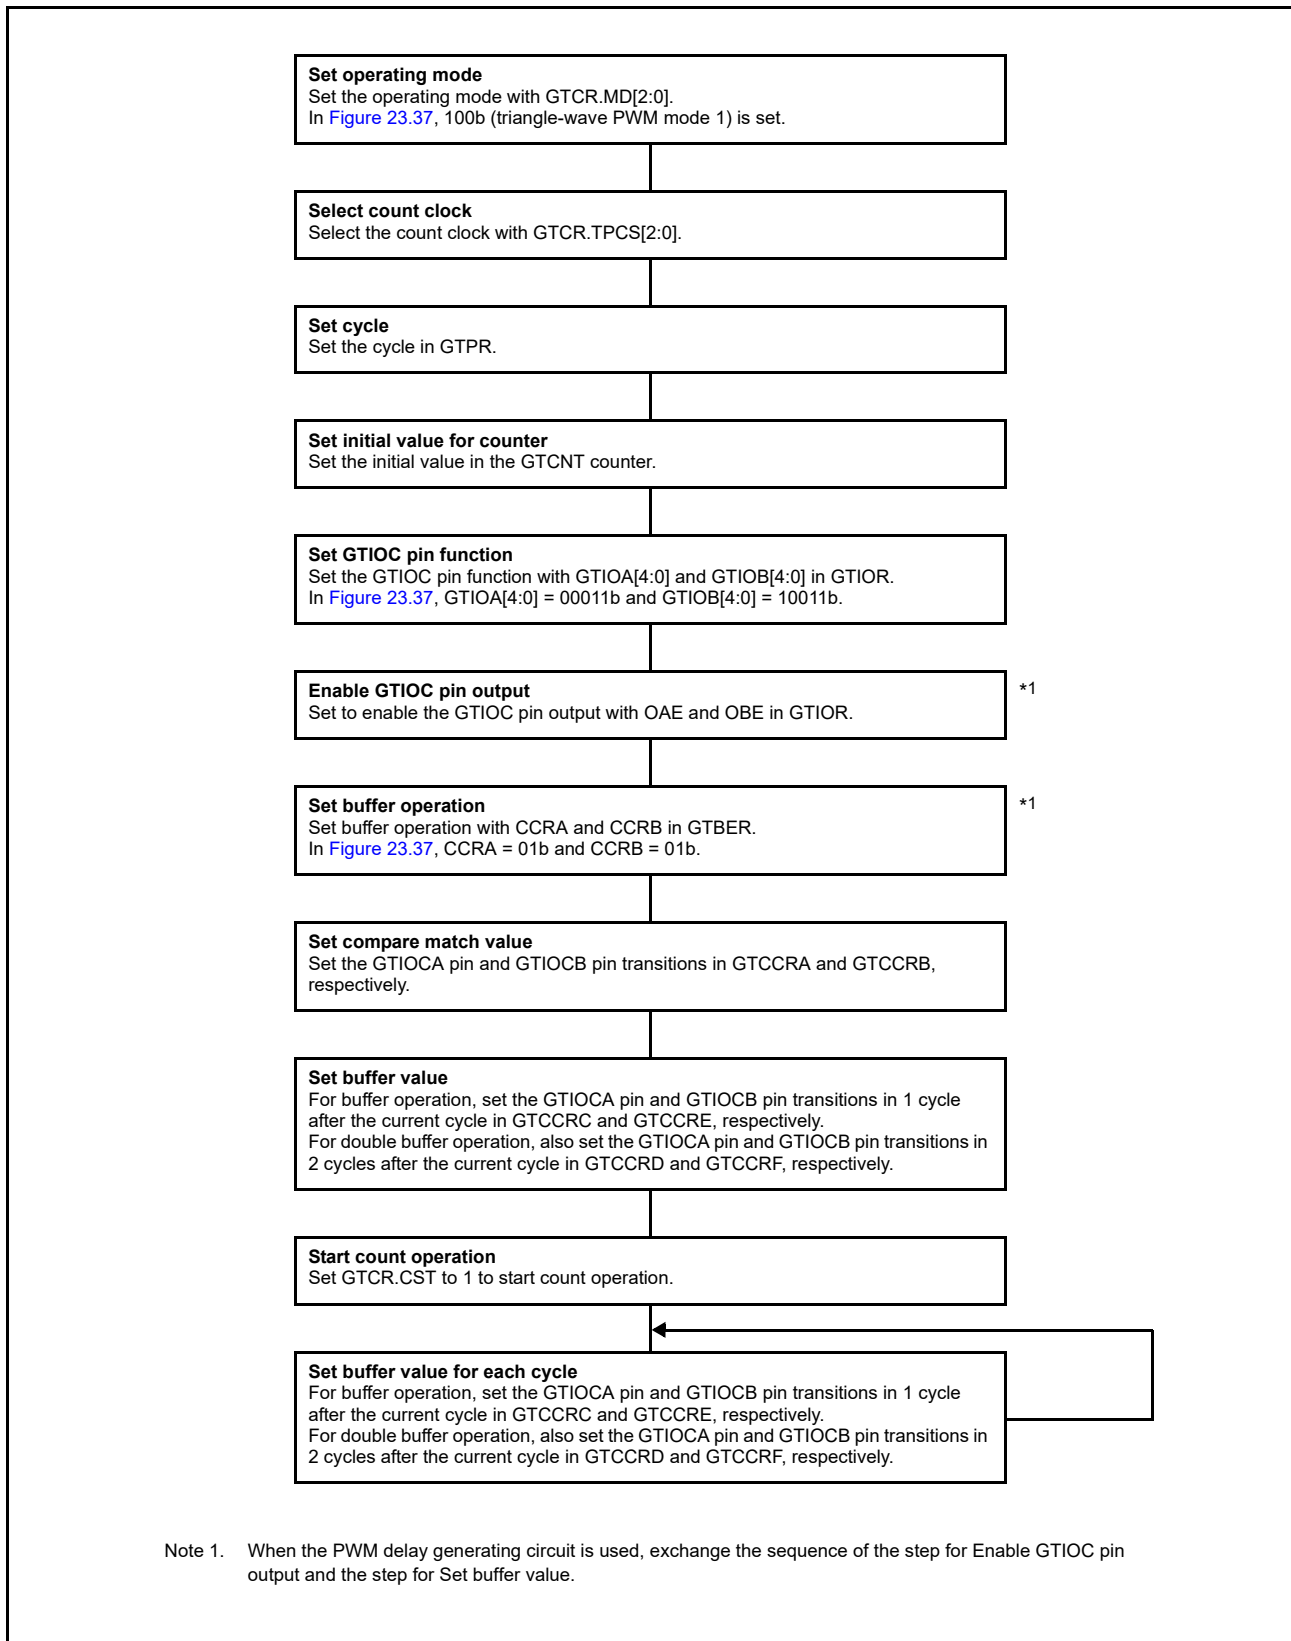 Set operating mode
Set the operating mode with GTCR.MD[2:0].
In Figure 23.37, 100b (triangle-wave PWM mode 1) is set.
Select count clock
Select the count clock with GTCR.TPCS[2:0].
Set cycle
Set the cycle in GTPR.
Set initial value for counter
Set the initial value in the GTCNT counter.
Set GTIOC pin function
Set the GTIOC pin function with GTIOA[4:0] and GTIOB[4:0] in GTIOR.
In Figure 23.37, GTIOA[4:0] = 00011b and GTIOB[4:0] = 10011b.
Enable GTIOC pin output
*1
Set to enable the GTIOC pin output with OAE and OBE in GTIOR.
Set buffer operation
*1
Set buffer operation with CCRA and CCRB in GTBER.
In Figure 23.37, CCRA = 01b and CCRB = 01b.
Set compare match value
Set the GTIOCA pin and GTIOCB pin transitions in GTCCRA and GTCCRB,
respectively.
Set buffer value
For buffer operation, set the GTIOCA pin and GTIOCB pin transitions in 1 cycle
after the current cycle in GTCCRC and GTCCRE, respectively.
For double buffer operation, also set the GTIOCA pin and GTIOCB pin transitions in
2 cycles after the current cycle in GTCCRD and GTCCRF, respectively.
Start count operation
Set GTCR.CST to 1 to start count operation.
Set buffer value for each cycle
For buffer operation, set the GTIOCA pin and GTIOCB pin transitions in 1 cycle
after the current cycle in GTCCRC and GTCCRE, respectively.
For double buffer operation, also set the GTIOCA pin and GTIOCB pin transitions in
2 cycles after the current cycle in GTCCRD and GTCCRF, respectively.
Note 1. When the PWM delay generating circuit is used, exchange the sequence of the step for Enable GTIOC pin
output and the step for Set buffer value.